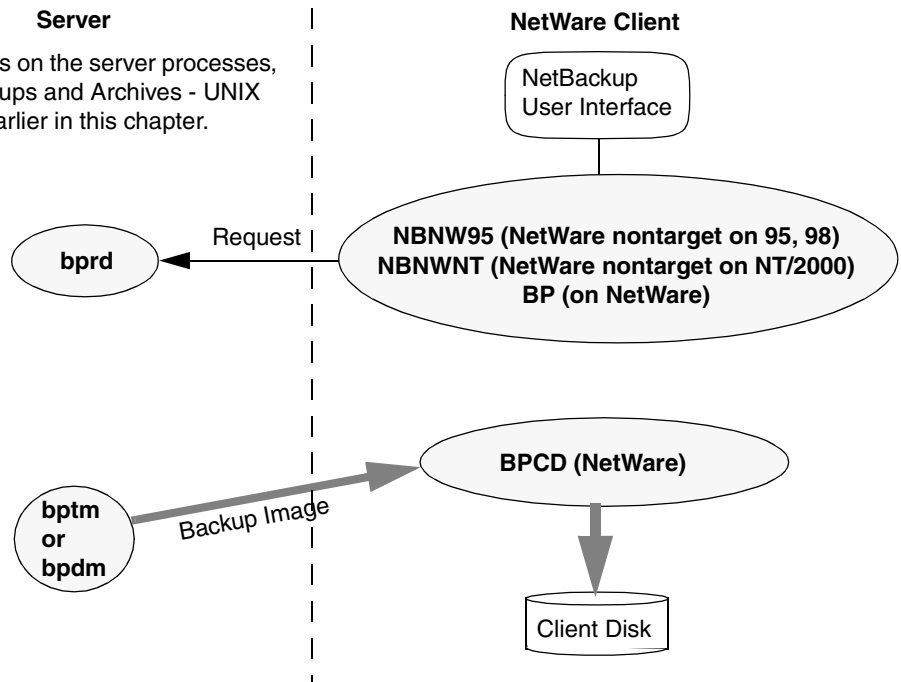 Server
NetWare Client
s on the server processes,
ups and Archives - UNIX
arlier in this chapter.
NetBackup
User Interface
NBNW95 (NetWare nontarget on 95, 98)
NBNWNT (NetWare nontarget on NT/2000)
BP (on NetWare)
Request
bprd
BPCD (NetWare)
bptm
or
bpdm
Backup Image
Client Disk